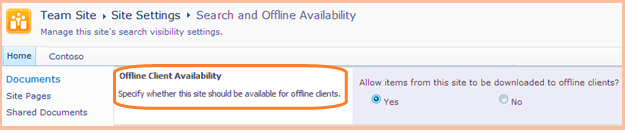 Team Site ▸ Site Settings ▸ Search and Offline Availability
Manage this site's search visibility settings.
Home Contoso
Documents
Site Pages
Shared Documents
Offline Client Availability
Specify whether this site should be available for offline clients.
Allow items from this site to be downloaded to offline clients?
Yes No